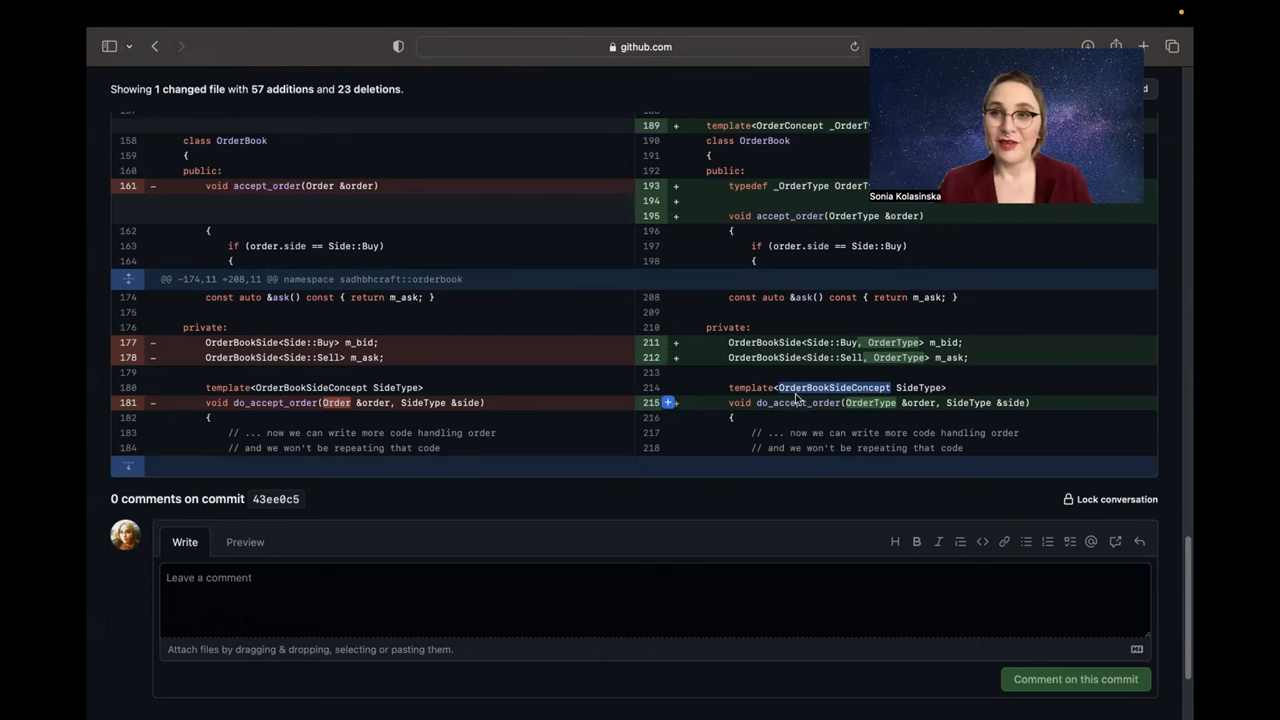 github.com
Showing 1 changed file with 57 additions and 23 deletions.
d
Sonia Kolasinska
189 + template<OrderConcept _OrderTy
158 class OrderBook 190 class OrderBook
159 { 191 {
160 public: 192 public:
161 − void accept_order(Order &order) 193 + typedef _OrderType OrderT
194 +
195 + void accept_order(OrderType &order)
162 { 196 {
163 if (order.side == Side::Buy) 197 if (order.side == Side::Buy)
164 { 198 {
@@ -174,11 +208,11 @@ namespace sadhbhcraft::orderbook
174 const auto &ask() const { return m_ask; } 208 const auto &ask() const { return m_ask; }
175 209
176 private: 210 private:
177 − OrderBookSide<Side::Buy> m_bid; 211 + OrderBookSide<Side::Buy, OrderType> m_bid;
178 − OrderBookSide<Side::Sell> m_ask; 212 + OrderBookSide<Side::Sell, OrderType> m_ask;
179 213
180 template<OrderBookSideConcept SideType> 214 template<OrderBookSideConcept SideType>
181 − void do_accept_order(Order &order, SideType &side) 215 + void do_accept_order(OrderType &order, SideType &side)
182 { 216 {
183 // ... now we can write more code handling order 217 // ... now we can write more code handling order
184 // and we won't be repeating that code 218 // and we won't be repeating that code
0 comments on commit 43ee0c5 Lock conversation
Write Preview
Leave a comment
Attach files by dragging & dropping, selecting or pasting them.
Comment on this commit